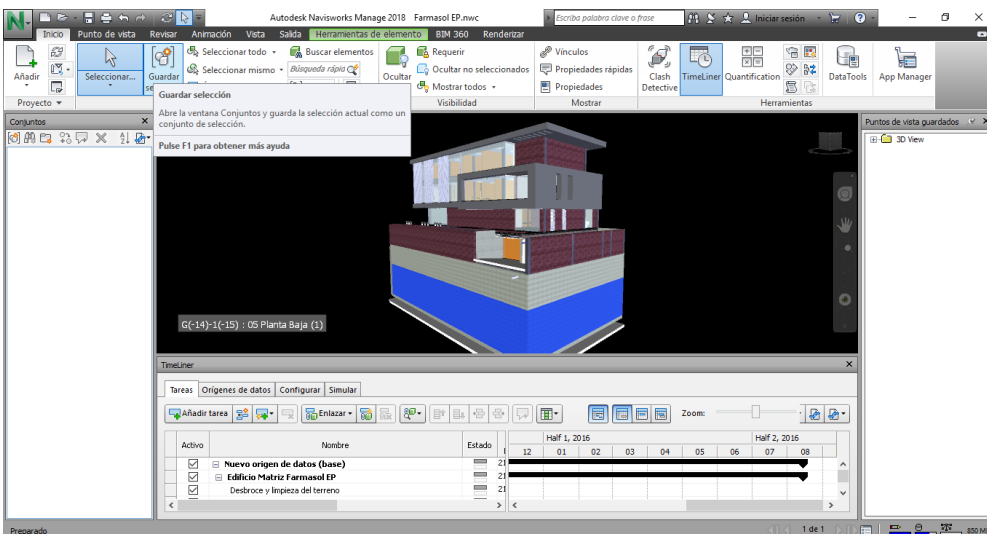 Autodesk Navisworks Manage 2018 Farmasol EP.nwc
Escriba palabra clave o frase
Iniciar sesión
Inicio Punto de vista Revisar Animación Vista Salida Herramientas de elemento BIM 360 Renderizar
Añadir
Proyecto
Seleccionar...
Guardar
Seleccionar todo
Seleccionar mismo
Buscar elementos
Búsqueda rápida
Ocultar
Requerir
Ocultar no seleccionados
Mostrar todos
Visibilidad
Vínculos
Propiedades rápidas
Propiedades
Mostrar
Clash
Detective
TimeLiner
Quantification
DataTools
App Manager
Herramientas
Guardar selección
Abre la ventana Conjuntos y guarda la selección actual como un
conjunto de selección.
Pulse F1 para obtener más ayuda
Conjuntos
Puntos de vista guardados
3D View
G(-14)-1(-15) : 05 Planta Baja (1)
TimeLiner
Tareas Orígenes de datos Configurar Simular
Añadir tarea
Enlazar
Zoom:
Activo Nombre Estado
Half 1, 2016 Half 2, 2016
12 01 02 03 04 05 06 07 08
Nuevo origen de datos (base) 21
Edificio Matriz Farmasol EP 21
Desbroce y limpieza del terreno 21
Preparado
1 de 1
850 M